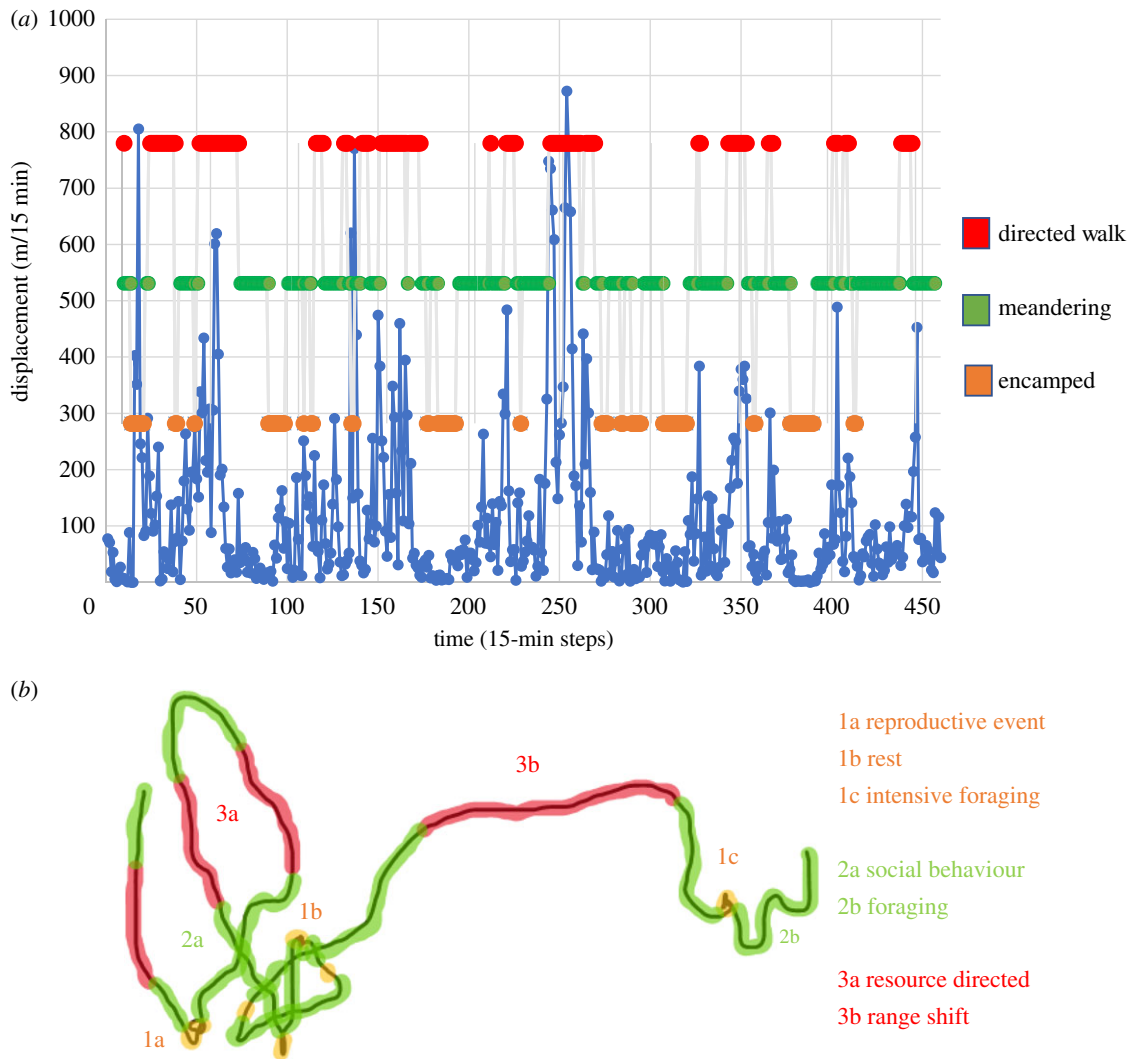 (a)
1000
900
800
700
600
500
400
300
200
100
0
50
100
150
200
250
300
350
400
450
displacement (m/15 min)
time (15-min steps)
directed walk
meandering
encamped
(b)
3b
3a
1c
1b
2a
2b
1a
1a reproductive event
1b rest
1c intensive foraging
2a social behaviour
2b foraging
3a resource directed
3b range shift